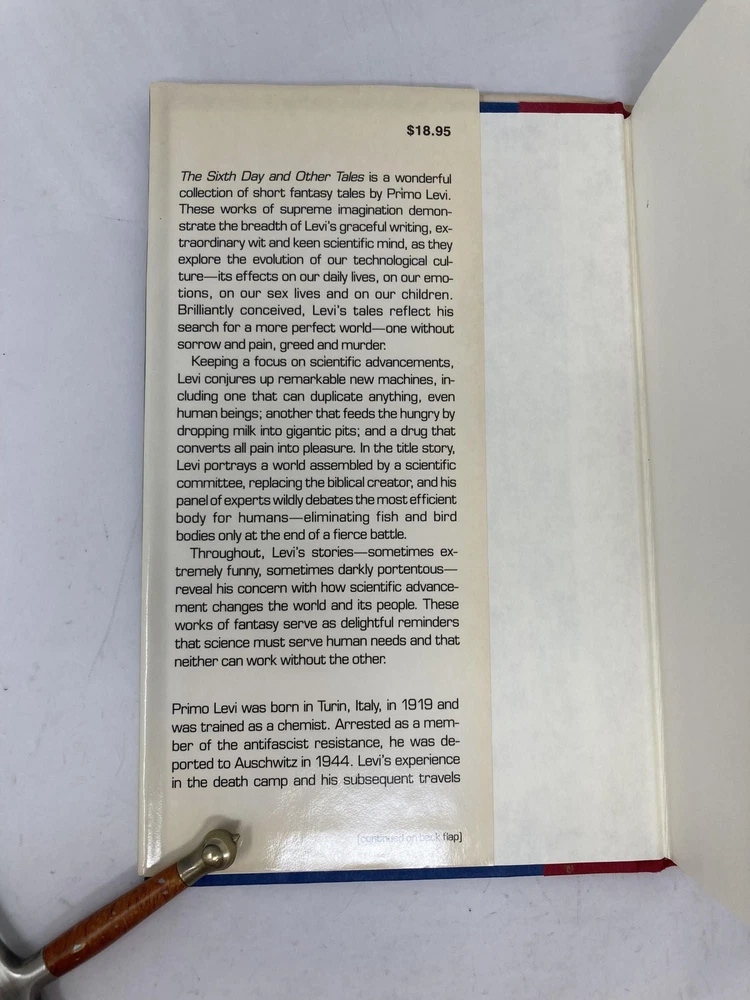 $18.95
The Sixth Day and Other Tales is a wonderful
collection of short fantasy tales by Primo Levi.
These works of supreme imagination demon-
strate the breadth of Levi's graceful writing, ex-
traordinary wit and keen scientific mind, as they
explore the evolution of our technological cul-
ture—its effects on our daily lives, on our emo-
tions, on our sex lives and on our children.
Brilliantly conceived, Levi's tales reflect his
search for a more perfect world—one without
sorrow and pain, greed and murder.
Keeping a focus on scientific advancements,
Levi conjures up remarkable new machines, in-
cluding one that can duplicate anything, even
human beings; another that feeds the hungry by
dropping milk into gigantic pits; and a drug that
converts all pain into pleasure. In the title story,
Levi portrays a world assembled by a scientific
committee, replacing the biblical creator, and his
panel of experts wildly debates the most efficient
body for humans—eliminating fish and bird
bodies only at the end of a fierce battle.
Throughout, Levi's stories—sometimes ex-
tremely funny, sometimes darkly portentous—
reveal his concern with how scientific advance-
ment changes the world and its people. These
works of fantasy serve as delightful reminders
that science must serve human needs and that
neither can work without the other.
Primo Levi was born in Turin, Italy, in 1919 and
was trained as a chemist. Arrested as a mem-
ber of the antifascist resistance, he was de-
ported to Auschwitz in 1944. Levi's experience
in the death camp and his subsequent travels
[continued on back flap]